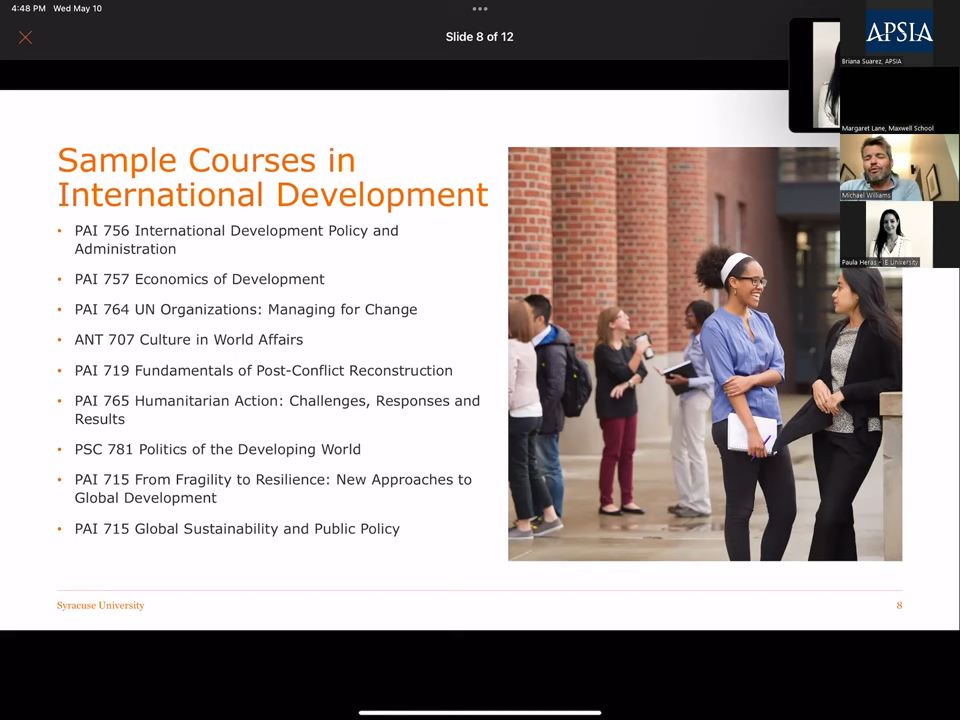 4:48 PM Wed May 10
Slide 8 of 12
APSIA
Briana Suarez, APSIA
Margaret Lane, Maxwell School
Michael Williams
Paula Heras - IE University
Sample Courses in
International Development
• PAI 756 International Development Policy and
Administration
• PAI 757 Economics of Development
• PAI 764 UN Organizations: Managing for Change
• ANT 707 Culture in World Affairs
• PAI 719 Fundamentals of Post-Conflict Reconstruction
• PAI 765 Humanitarian Action: Challenges, Responses and
Results
• PSC 781 Politics of the Developing World
• PAI 715 From Fragility to Resilience: New Approaches to
Global Development
• PAI 715 Global Sustainability and Public Policy
Syracuse University
8